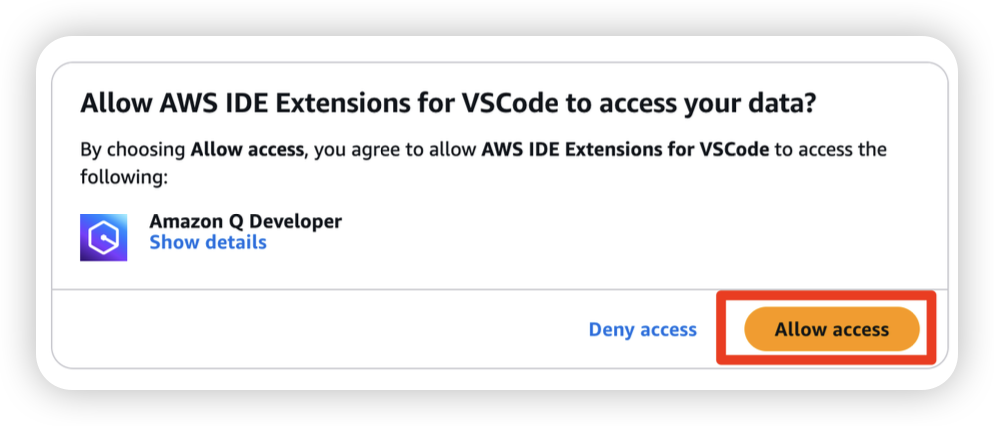 Allow AWS IDE Extensions for VSCode to access your data?
By choosing Allow access, you agree to allow AWS IDE Extensions for VSCode to access the
following:
Amazon Q Developer
Show details
Deny access
Allow access